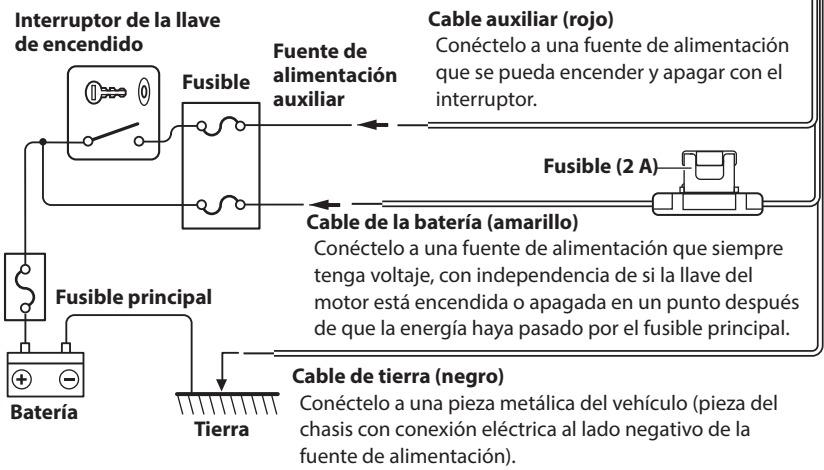 Interruptor de la llave
de encendido
Fusible
Fuente de
alimentación
auxiliar
Cable auxiliar (rojo)
Conéctelo a una fuente de alimentación
que se pueda encender y apagar con el
interruptor.
Fusible (2 A)
Cable de la batería (amarillo)
Conéctelo a una fuente de alimentación que siempre
tenga voltaje, con independencia de si la llave del
motor está encendida o apagada en un punto después
de que la energía haya pasado por el fusible principal.
Fusible principal
+ −
Batería
Tierra
Cable de tierra (negro)
Conéctelo a una pieza metálica del vehículo (pieza del
chasis con conexión eléctrica al lado negativo de la
fuente de alimentación).